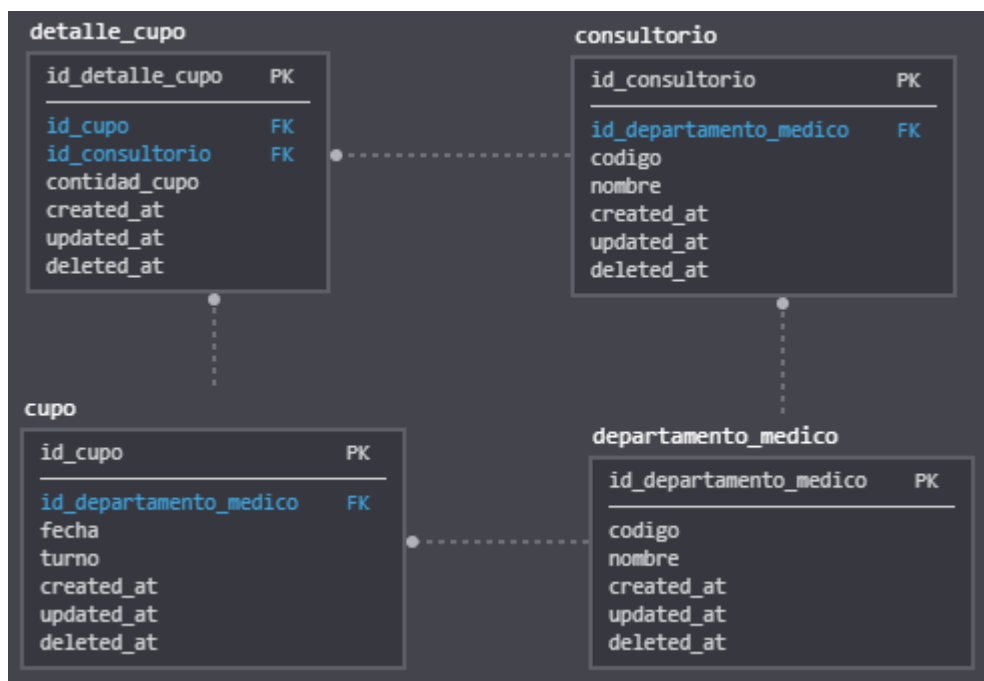 detalle_cupo
id_detalle_cupo PK
id_cupo FK
id_consultorio FK
contidad_cupo
created_at
updated_at
deleted_at
consultorio
id_consultorio PK
id_departamento_medico FK
codigo
nombre
created_at
updated_at
deleted_at
cupo
id_cupo PK
id_departamento_medico FK
fecha
turno
created_at
updated_at
deleted_at
departamento_medico
id_departamento_medico PK
codigo
nombre
created_at
updated_at
deleted_at